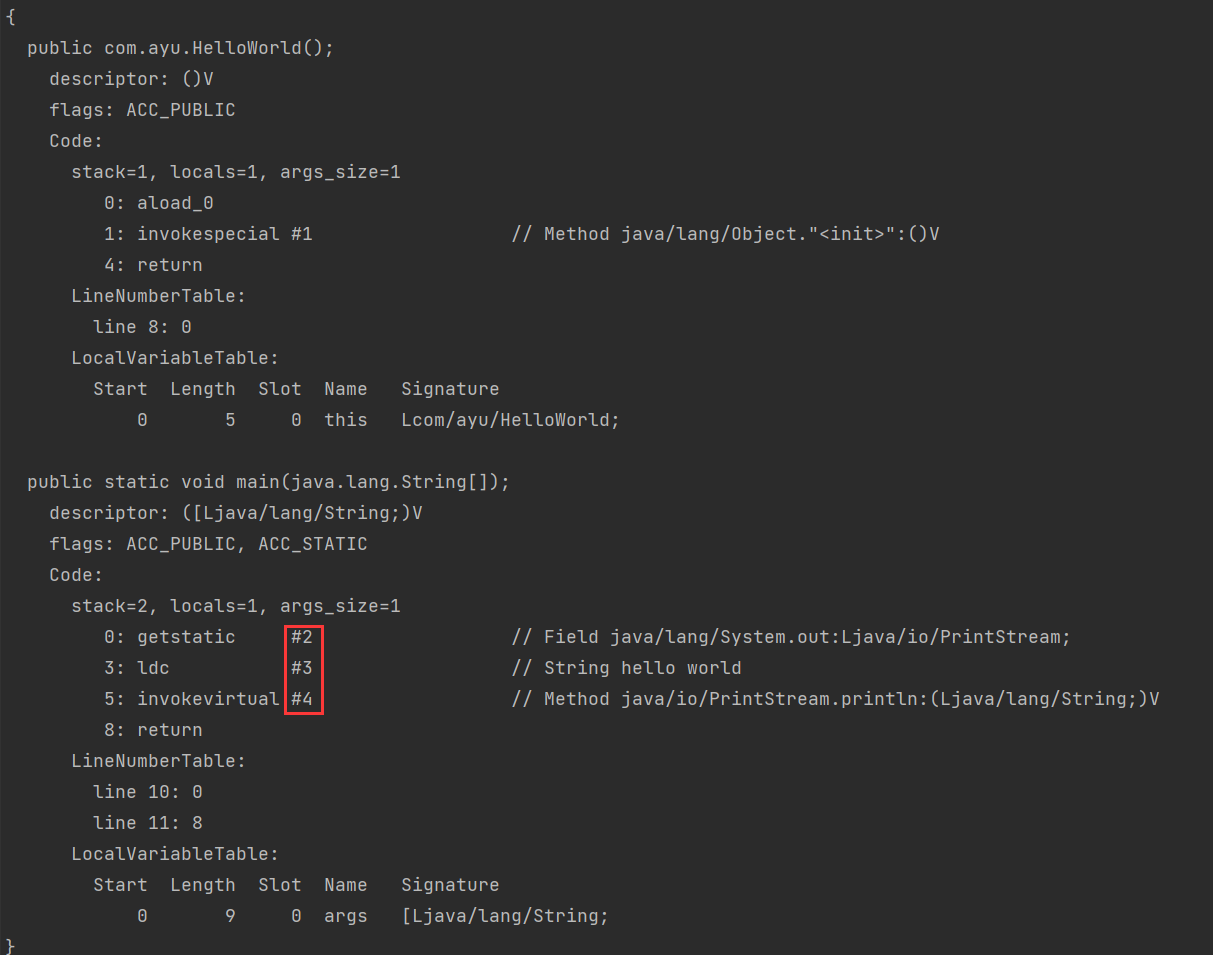 {
  public com.ayu.HelloWorld();
    descriptor: ()V
    flags: ACC_PUBLIC
    Code:
      stack=1, locals=1, args_size=1
         0: aload_0
         1: invokespecial #1                  // Method java/lang/Object."<init>":()V
         4: return
      LineNumberTable:
        line 8: 0
      LocalVariableTable:
        Start  Length  Slot  Name   Signature
            0       5     0  this   Lcom/ayu/HelloWorld;

  public static void main(java.lang.String[]);
    descriptor: ([Ljava/lang/String;)V
    flags: ACC_PUBLIC, ACC_STATIC
    Code:
      stack=2, locals=1, args_size=1
         0: getstatic     #2                  // Field java/lang/System.out:Ljava/io/PrintStream;
         3: ldc           #3                  // String hello world
         5: invokevirtual #4                  // Method java/io/PrintStream.println:(Ljava/lang/String;)V
         8: return
      LineNumberTable:
        line 10: 0
        line 11: 8
      LocalVariableTable:
        Start  Length  Slot  Name   Signature
            0       9     0  args   [Ljava/lang/String;
}